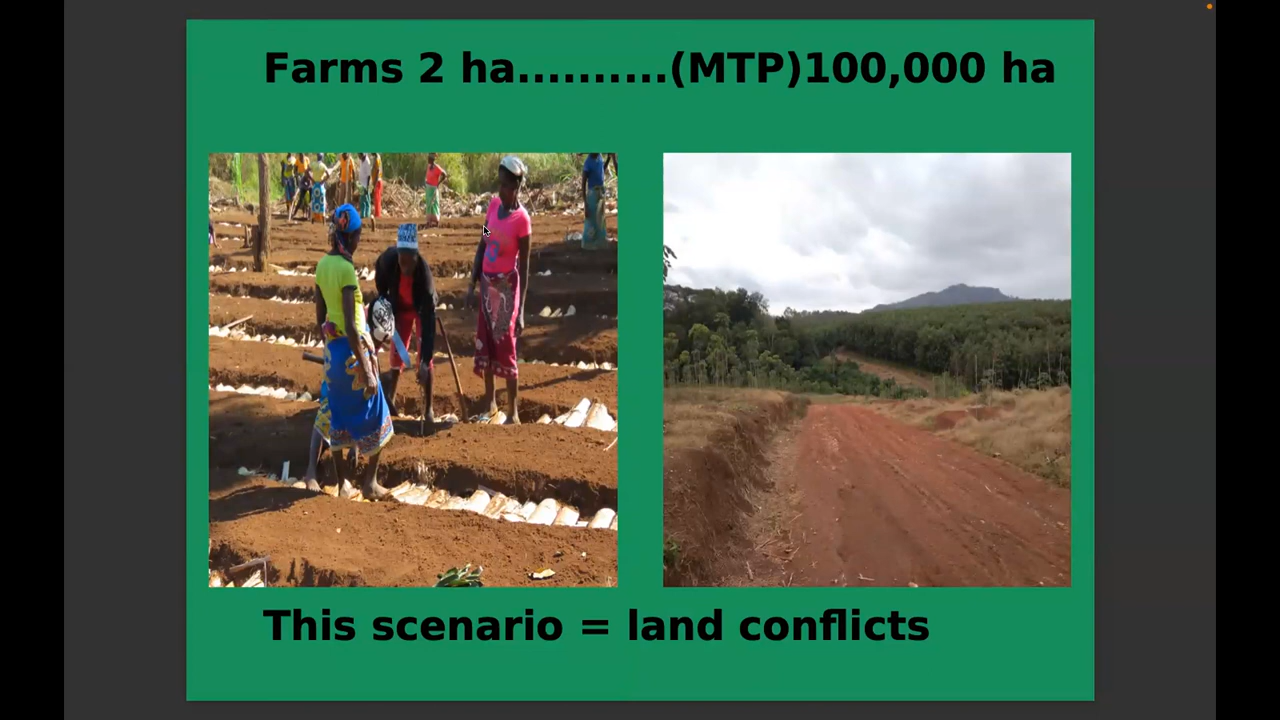 Farms 2 ha..........(MTP)100,000 ha
This scenario = land conflicts